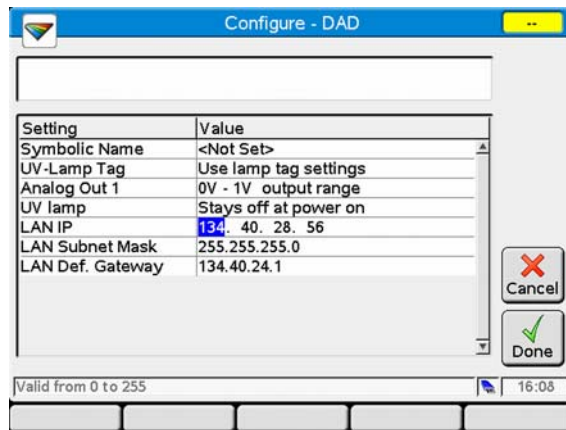 Configure - DAD
--
Setting Value
Symbolic Name <Not Set>
UV-Lamp Tag Use lamp tag settings
Analog Out 1 0V - 1V output range
UV lamp Stays off at power on
LAN IP 134. 40. 28. 56
LAN Subnet Mask 255.255.255.0
LAN Def. Gateway 134.40.24.1
Cancel
Done
Valid from 0 to 255 16:08